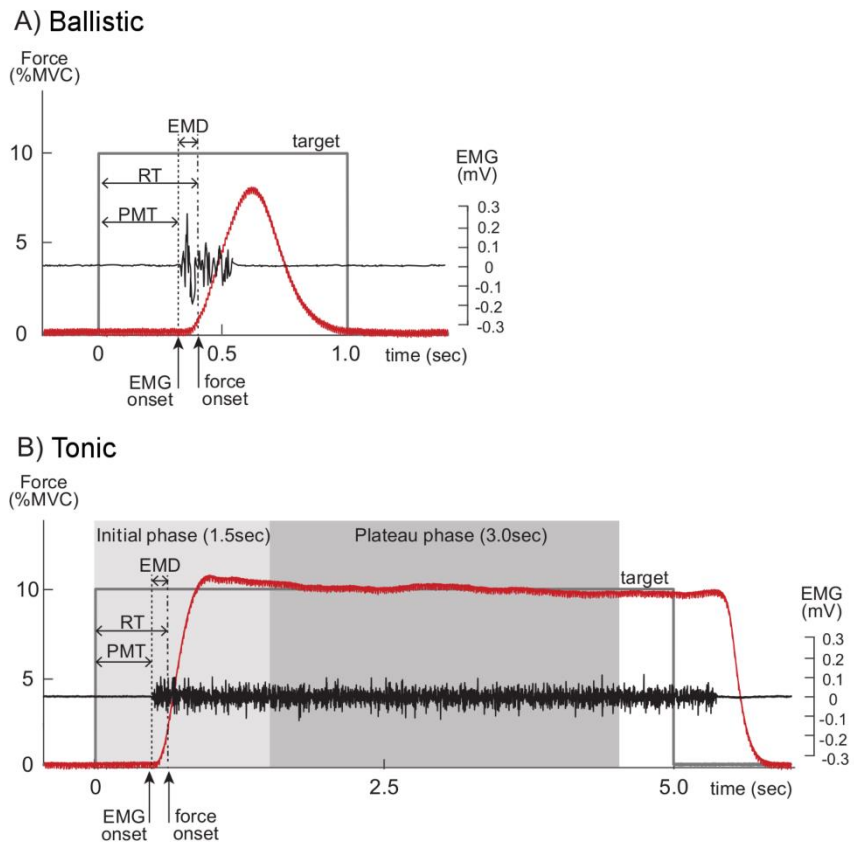 A) Ballistic
Force
(%MVC)
EMD
target
10
RT
EMG
(mV)
PMT
0.3
0.2
5
0.1
0
-0.1
-0.2
0
-0.3
0
0.5
1.0
time (sec)
EMG
onset
force
onset
B) Tonic
Force
(%MVC)
Initial phase (1.5sec)
Plateau phase (3.0sec)
EMD
target
10
EMG
(mV)
RT
0.3
PMT
0.2
5
0.1
0
-0.1
-0.2
0
-0.3
0
2.5
5.0
time (sec)
EMG
onset
force
onset